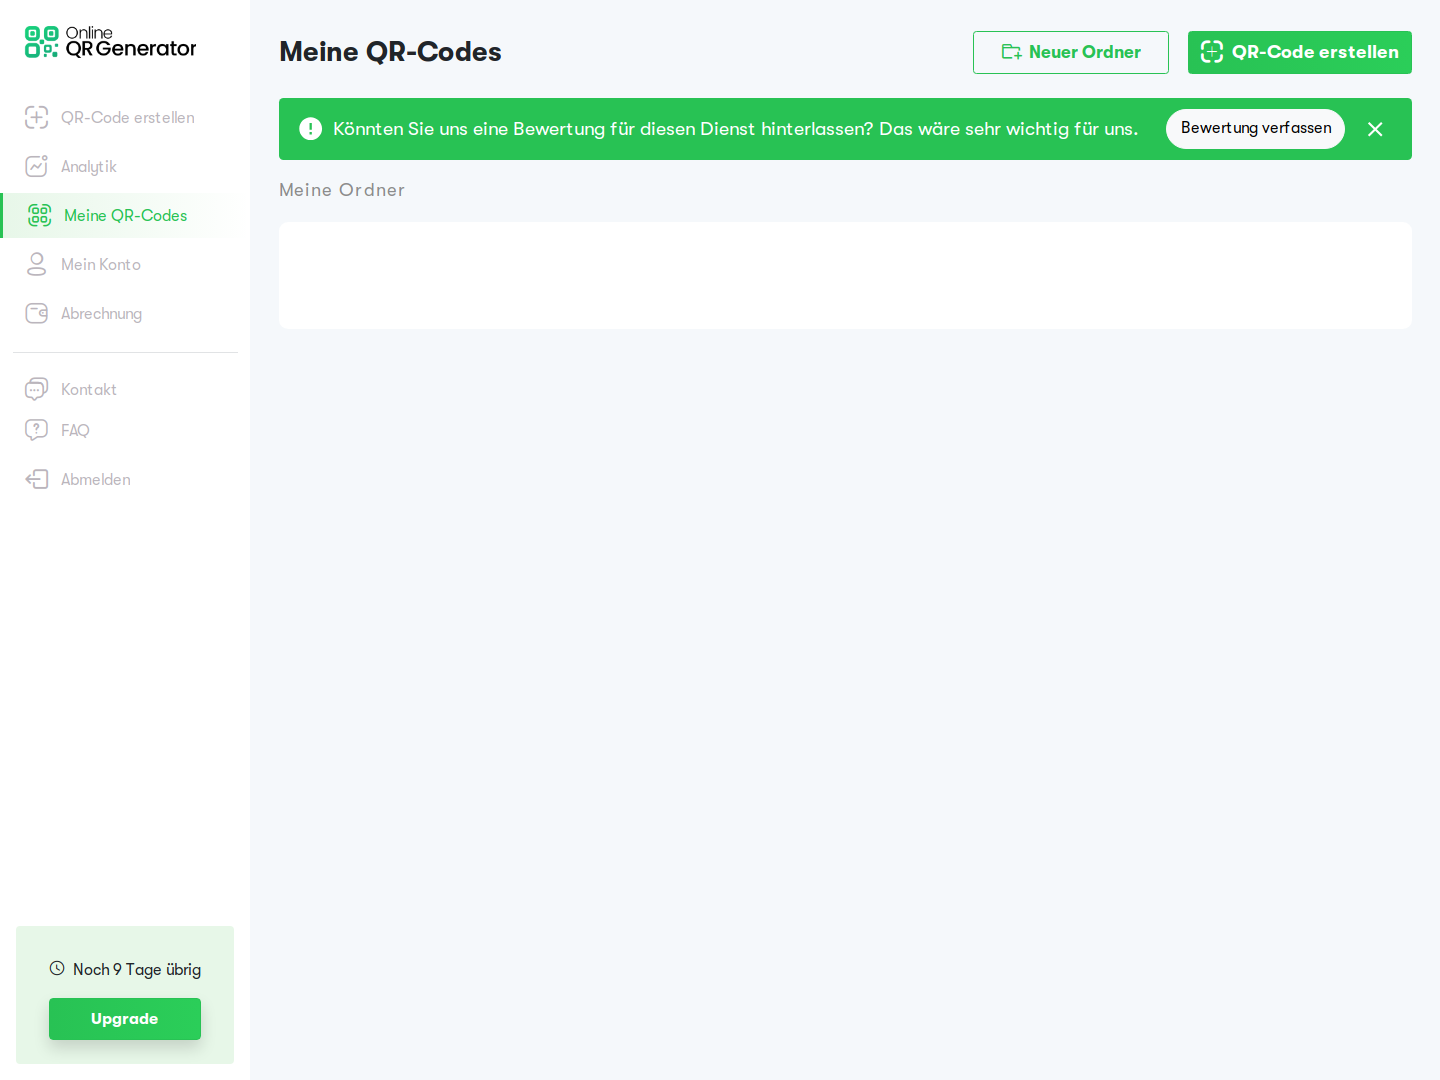 Online
QR Generator
QR-Code erstellen
Analytik
Meine QR-Codes
Mein Konto
Abrechnung
Kontakt
FAQ
Abmelden
Noch 9 Tage übrig
Upgrade
Meine QR-Codes
Neuer Ordner
QR-Code erstellen
Könnten Sie uns eine Bewertung für diesen Dienst hinterlassen? Das wäre sehr wichtig für uns.
Bewertung verfassen
Meine Ordner